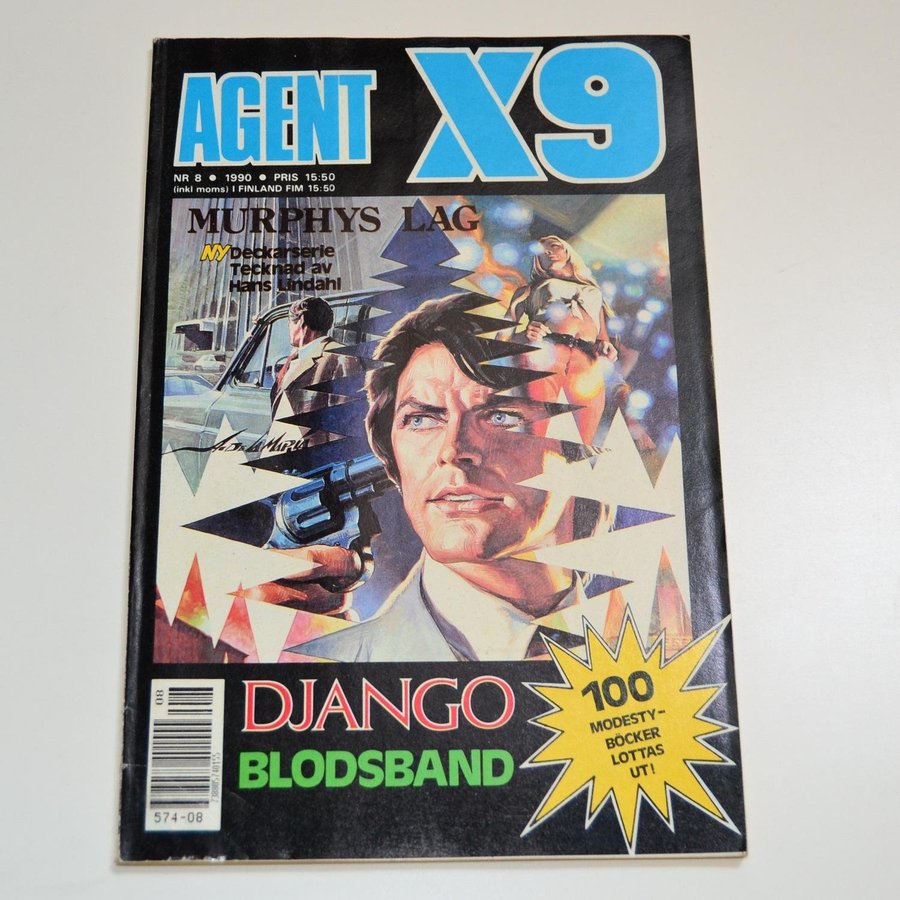 AGENT X9
NR 8 • 1990 • PRIS 15:50
(inkl moms) I FINLAND FIM 15:50
MURPHYS LAG
NY Deckarserie
Tecknad av
Hans Lindahl
DJANGO
BLODSBAND
100
MODESTY-
BÖCKER
LOTTAS
UT!
08
574-08